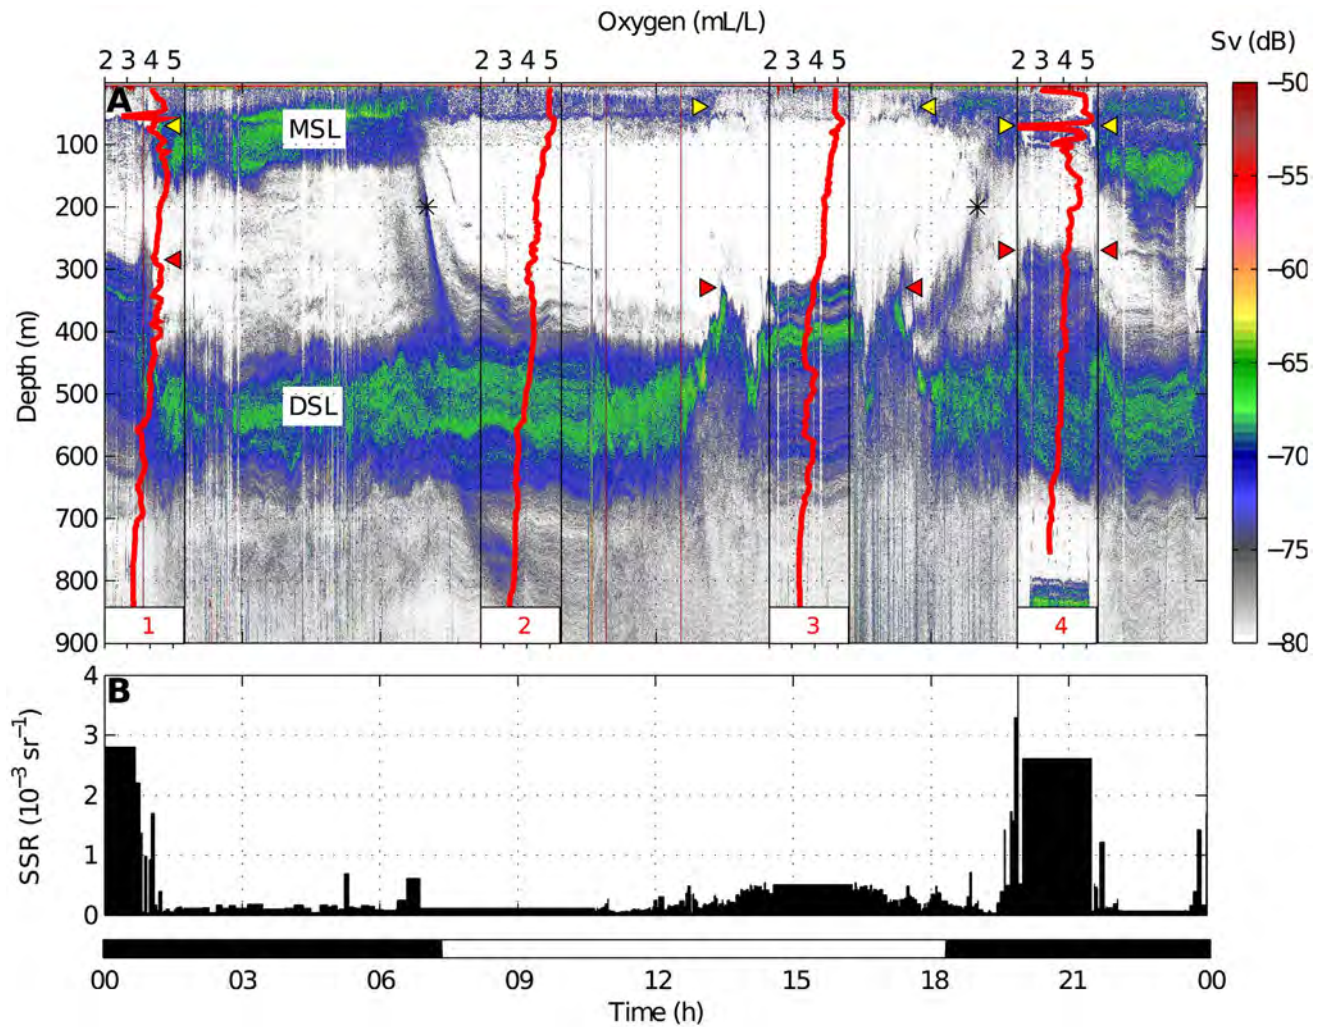 Oxygen (mL/L)
2 3 4 5 2 3 4 5 2 3 4 5 2 3 4 5
Sv (dB)
A
MSL
DSL
Depth (m)
100
200
300
400
500
600
700
800
900
1 2 3 4
−50
−55
−60
−65
−70
−75
−80
B
SSR (10⁻³ sr⁻¹)
4
3
2
1
0
00 03 06 09 12 15 18 21 00
Time (h)